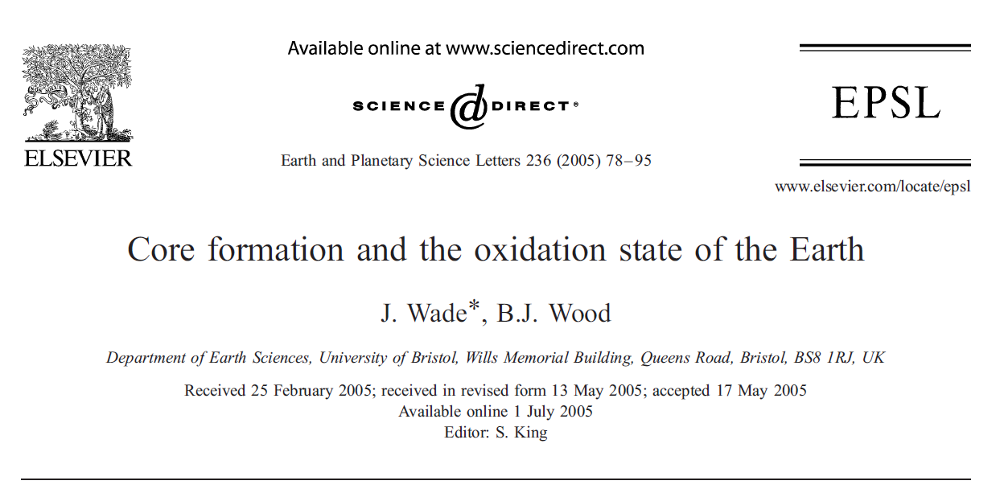 Available online at www.sciencedirect.com
SCIENCE @ DIRECT®
EPSL
ELSEVIER
Earth and Planetary Science Letters 236 (2005) 78–95
www.elsevier.com/locate/epsl
Core formation and the oxidation state of the Earth
J. Wade*, B.J. Wood
Department of Earth Sciences, University of Bristol, Wills Memorial Building, Queens Road, Bristol, BS8 1RJ, UK
Received 25 February 2005; received in revised form 13 May 2005; accepted 17 May 2005
Available online 1 July 2005
Editor: S. King